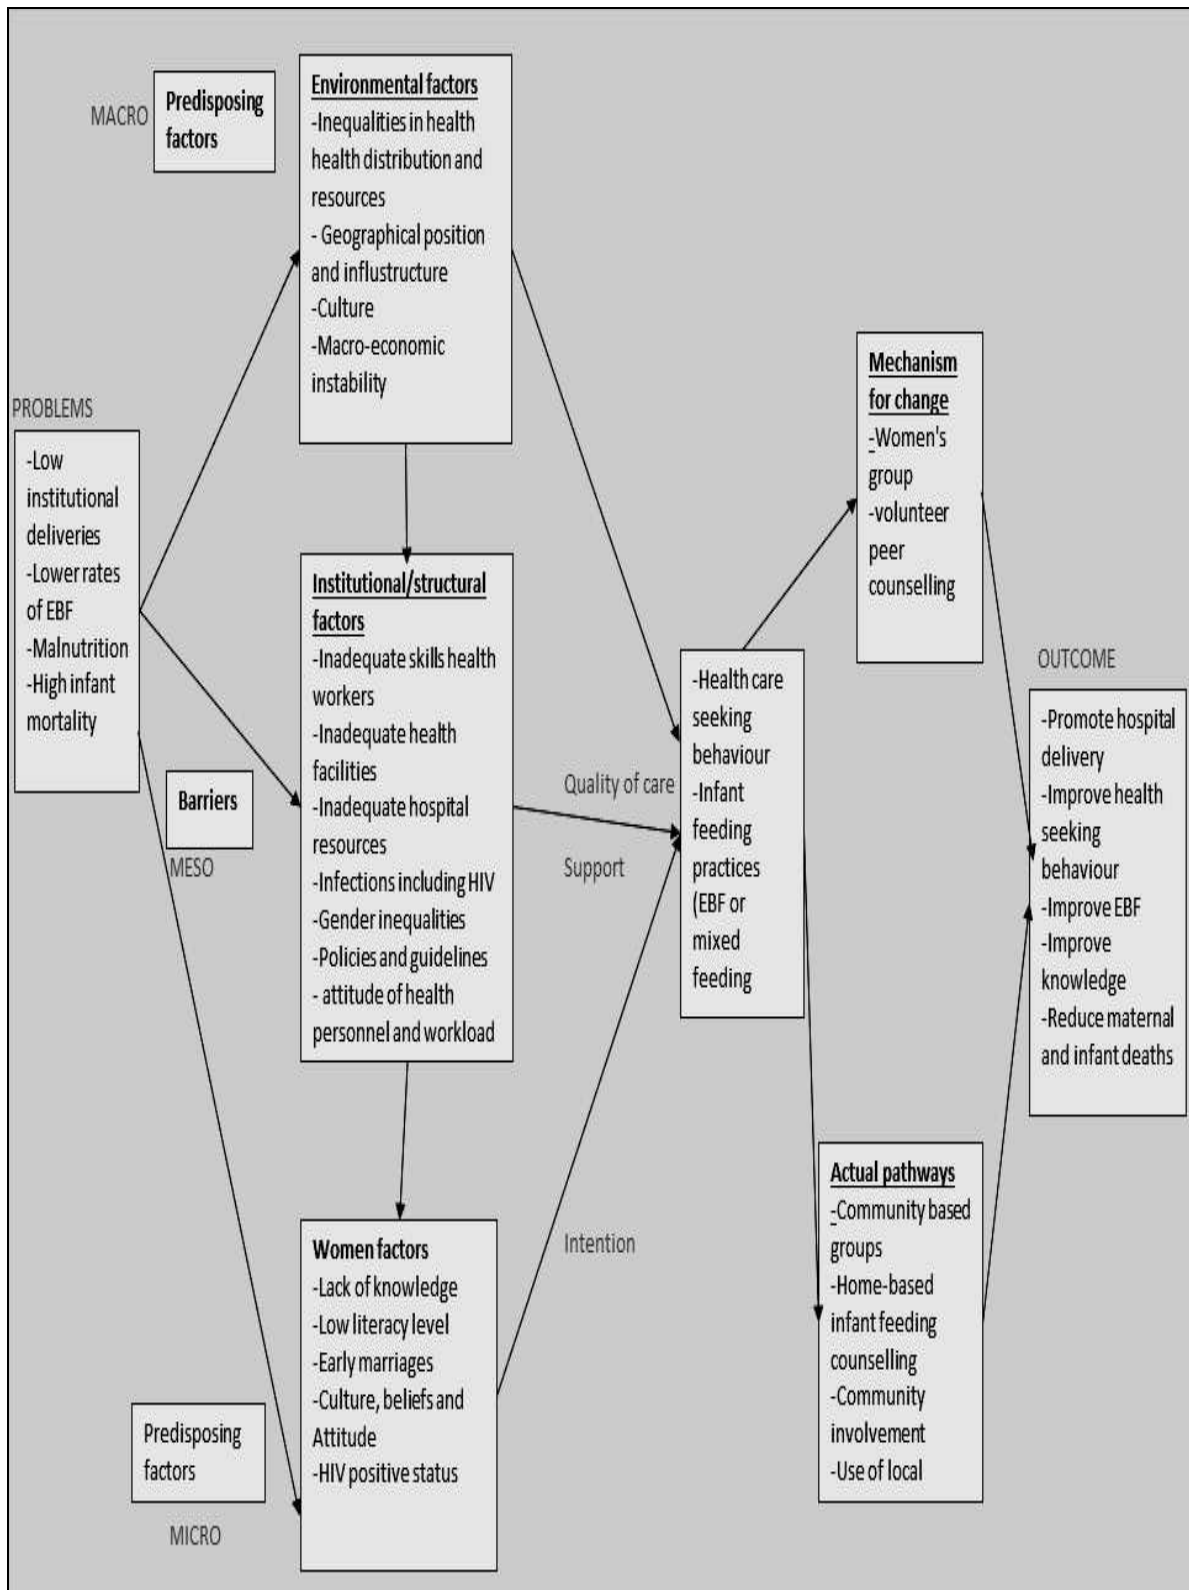 MACRO
Predisposing
factors
Environmental factors
-Inequalities in health
health distribution and
resources
- Geographical position
and influstructure
-Culture
-Macro-economic
instability
PROBLEMS
-Low
institutional
deliveries
-Lower rates
of EBF
-Malnutrition
-High infant
mortality
Barriers
MESO
Institutional/structural
factors
-Inadequate skills health
workers
-Inadequate health
facilities
-Inadequate hospital
resources
-Infections including HIV
-Gender inequalities
-Policies and guidelines
- attitude of health
personnel and workload
Predisposing
factors
MICRO
Women factors
-Lack of knowledge
-Low literacy level
-Early marriages
-Culture, beliefs and
Attitude
-HIV positive status
Quality of care
Support
Intention
-Health care
seeking
behaviour
-Infant
feeding
practices
(EBF or
mixed
feeding
Mechanism
for change
-Women's
group
-volunteer
peer
counselling
Actual pathways
-Community based
groups
-Home-based
infant feeding
counselling
-Community
involvement
-Use of local
OUTCOME
-Promote hospital
delivery
-Improve health
seeking
behaviour
-Improve EBF
-Improve
knowledge
-Reduce maternal
and infant deaths